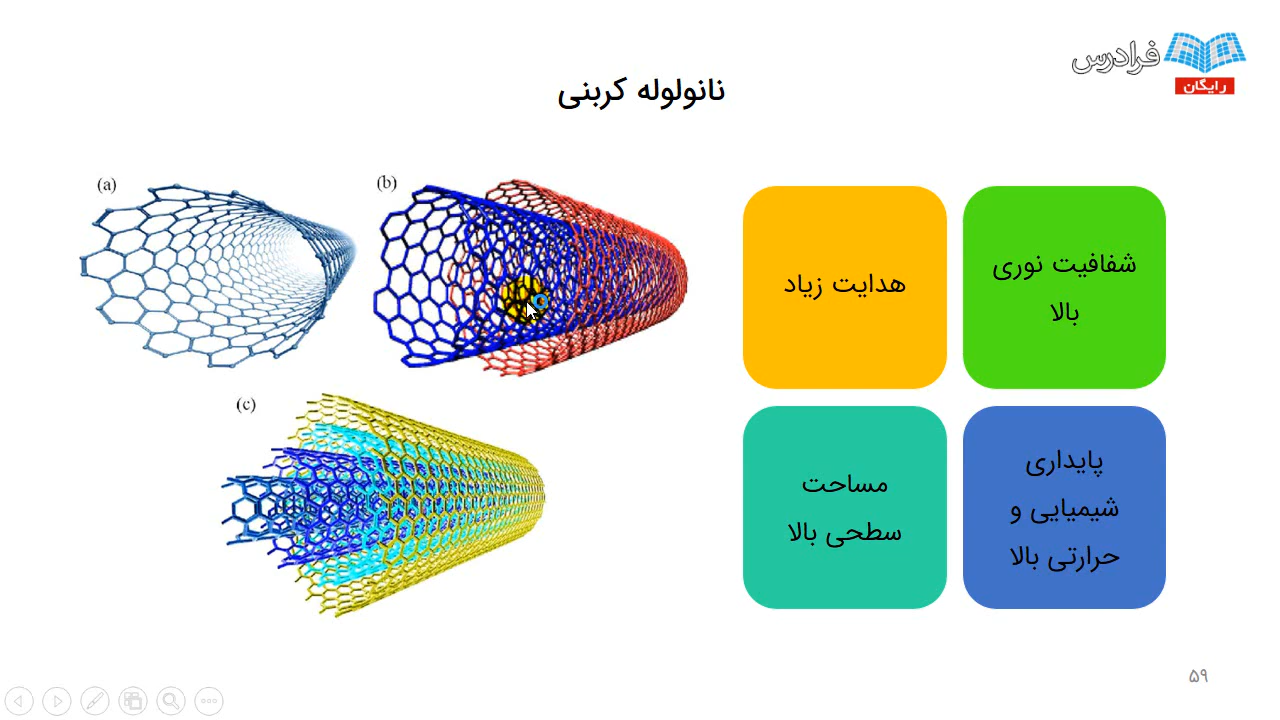 فرادرس
رایگان
نانولوله کربنی
(a)
(b)
(c)
شفافیت نوری
بالا
هدایت زیاد
پایداری
شیمیایی و
حرارتی بالا
مساحت
سطحی بالا
۵۹